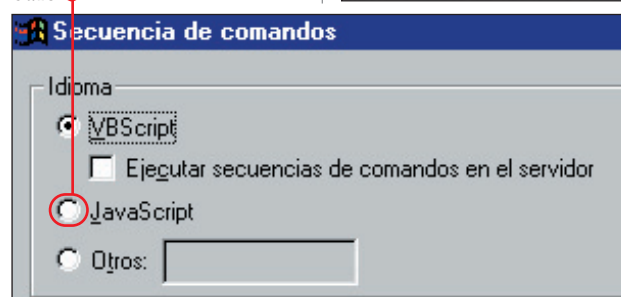 Secuencia de comandos
Idioma
VBScript
Ejecutar secuencias de comandos en el servidor
JavaScript
Otros: